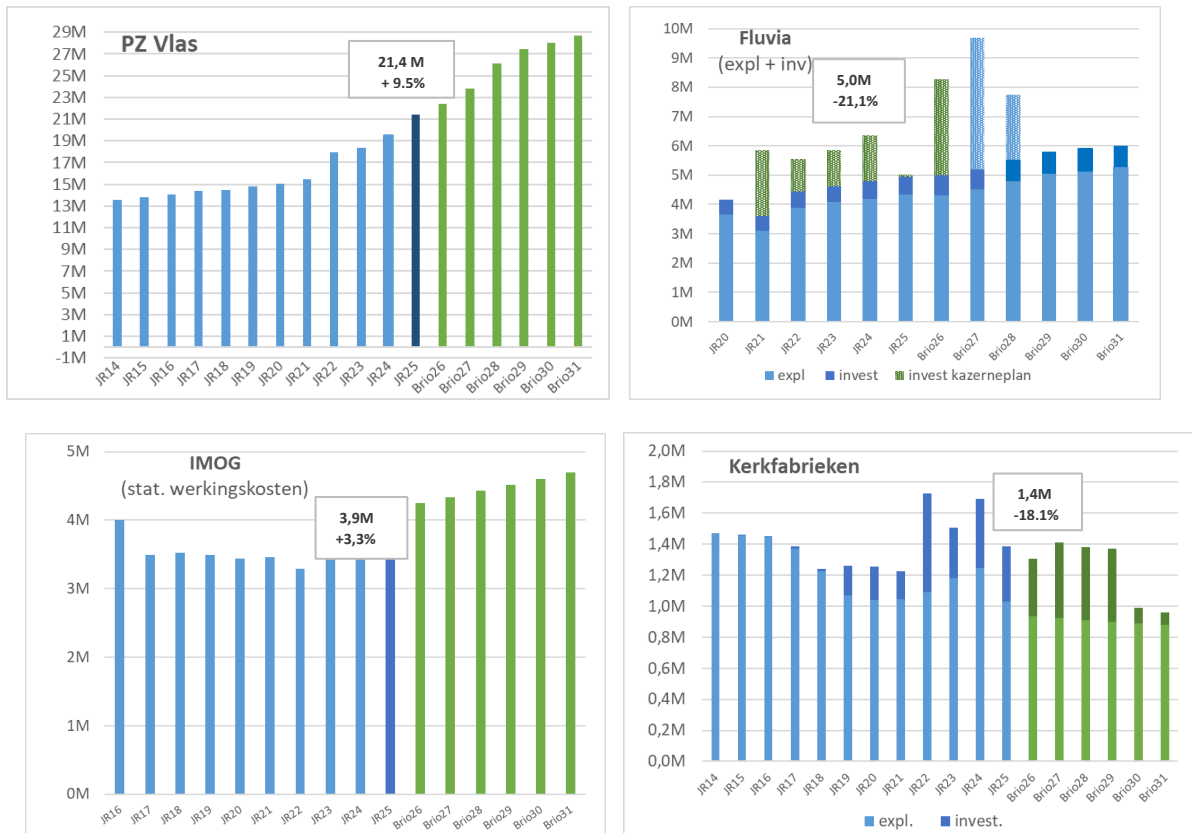 PZ Vlas
21,4 M
+ 9.5%
29M
27M
25M
23M
21M
19M
17M
15M
13M
11M
9M
7M
5M
3M
1M
-1M
JR14 JR15 JR16 JR17 JR18 JR19 JR20 JR21 JR22 JR23 JR24 JR25 Brio26 Brio27 Brio28 Brio29 Brio30 Brio31
Fluvia
(expl + inv)
5,0M
-21,1%
10M
9M
8M
7M
6M
5M
4M
3M
2M
1M
0M
JR20 JR21 JR22 JR23 JR24 JR25 Brio26 Brio27 Brio28 Brio29 Brio30 Brio31
expl invest invest kazerneplan
IMOG
(stat. werkingskosten)
3,9M
+3,3%
5M
4M
3M
2M
1M
0M
JR16 JR17 JR18 JR19 JR20 JR21 JR22 JR23 JR24 JR25 Brio26 Brio27 Brio28 Brio29 Brio30 Brio31
Kerkfabrieken
1,4M
-18.1%
2,0M
1,8M
1,6M
1,4M
1,2M
1,0M
0,8M
0,6M
0,4M
0,2M
0,0M
JR14 JR15 JR16 JR17 JR18 JR19 JR20 JR21 JR22 JR23 JR24 JR25 Brio26 Brio27 Brio28 Brio29 Brio30 Brio31
expl. invest.